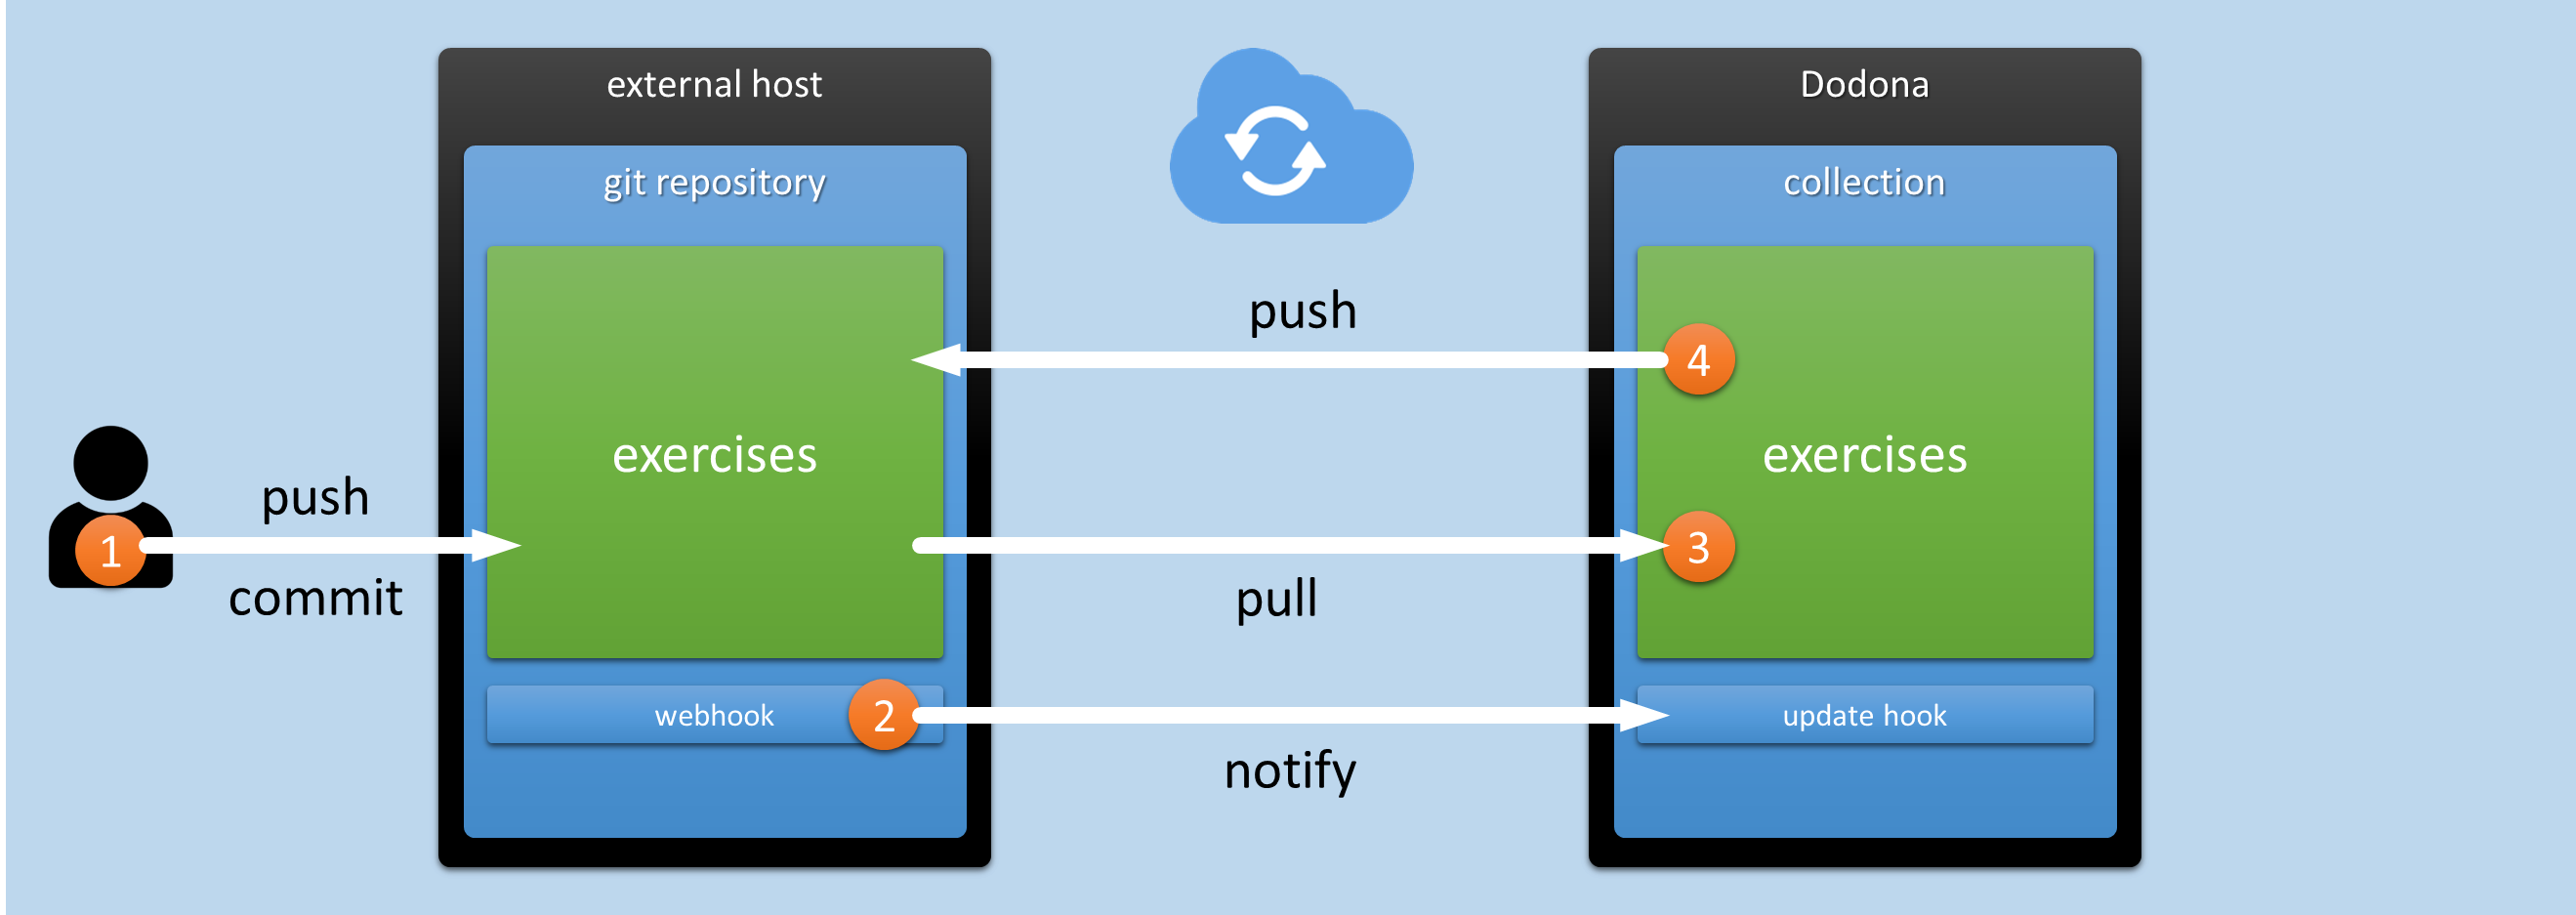 external host
git repository
exercises
webhook
2
1
push
commit
push
pull
notify
Dodona
collection
4
exercises
3
update hook